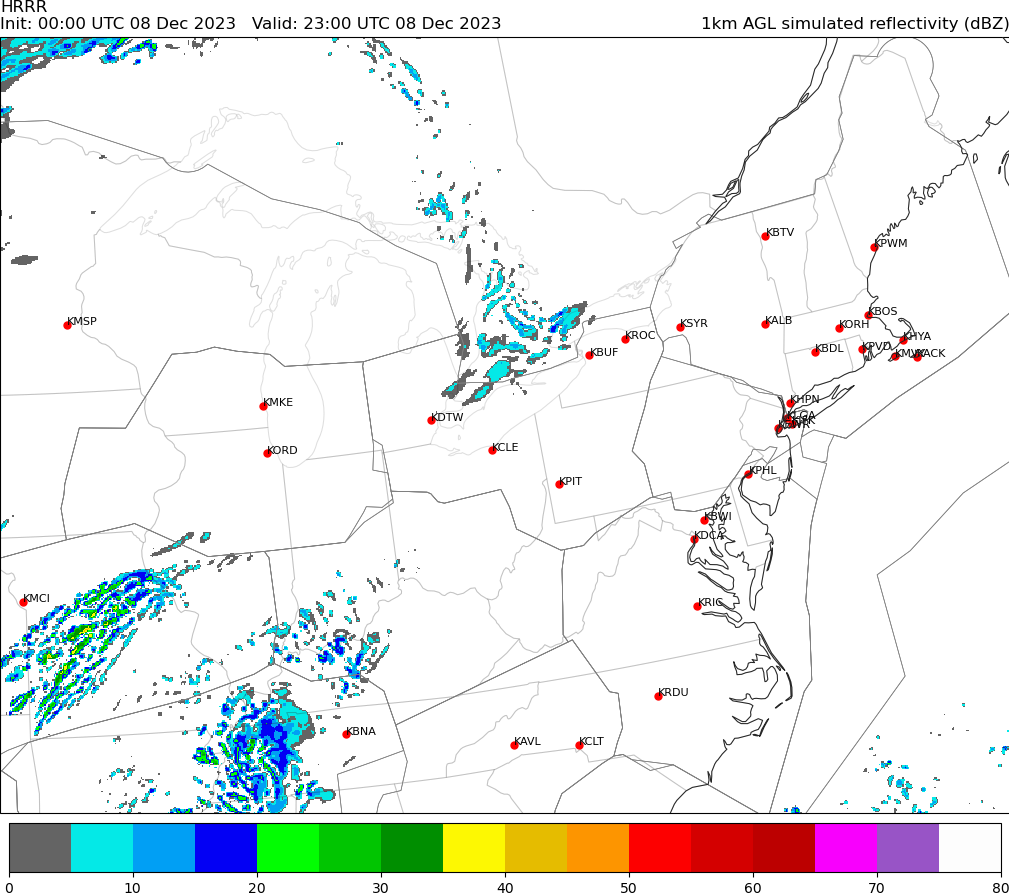 HRRR
Init: 00:00 UTC 08 Dec 2023   Valid: 23:00 UTC 08 Dec 2023   1km AGL simulated reflectivity (dBZ)
KBTV
KPWM
KMSP
KBOS
KSYR
KALB
KORH
KROC
KHYA
KBUF
KBDL
KPVD
KACK
KMKE
KHPN
KDTW
KLGA
KORD
KCLE
KPHL
KPIT
KBWI
KDCA
KMCI
KRIC
KRDU
KBNA
KAVL
KCLT
0 10 20 30 40 50 60 70 80